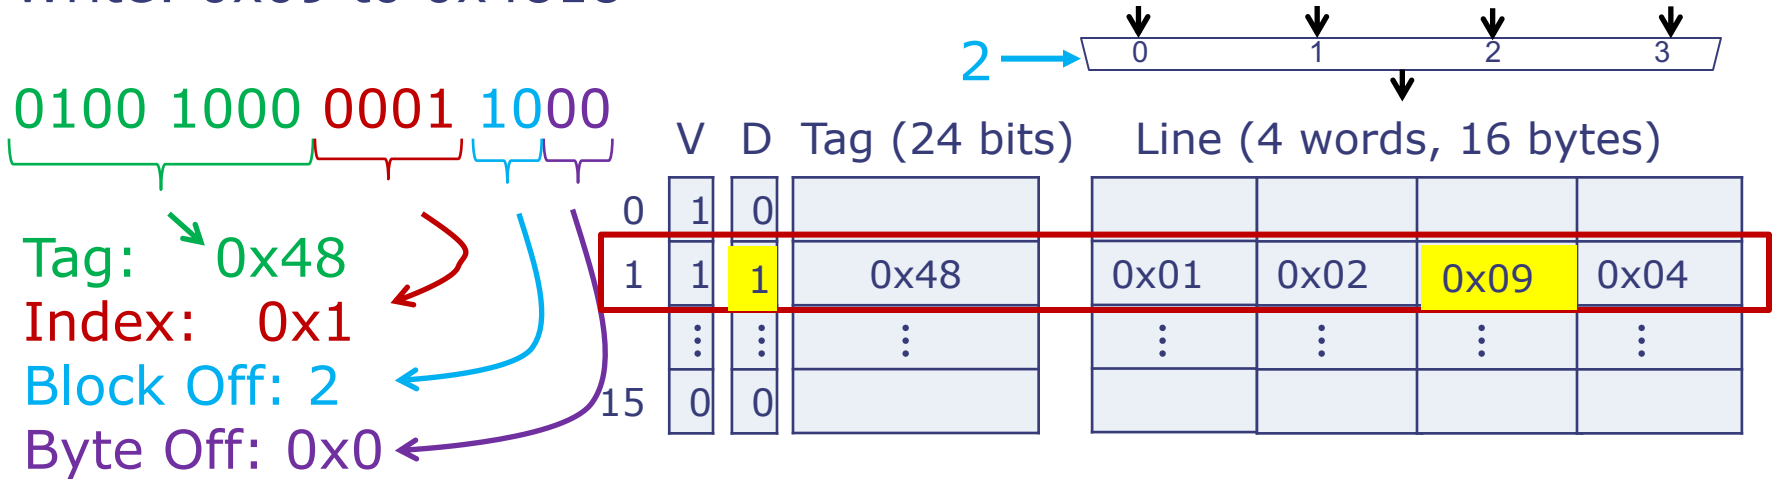 2
0 1 2 3
0100 1000 0001 1000
V D Tag (24 bits) Line (4 words, 16 bytes)
0 1 0
1 1 1 0x48 0x01 0x02 0x09 0x04
⋮ ⋮ ⋮ ⋮ ⋮ ⋮ ⋮
15 0 0
Tag: 0x48
Index: 0x1
Block Off: 2
Byte Off: 0x0